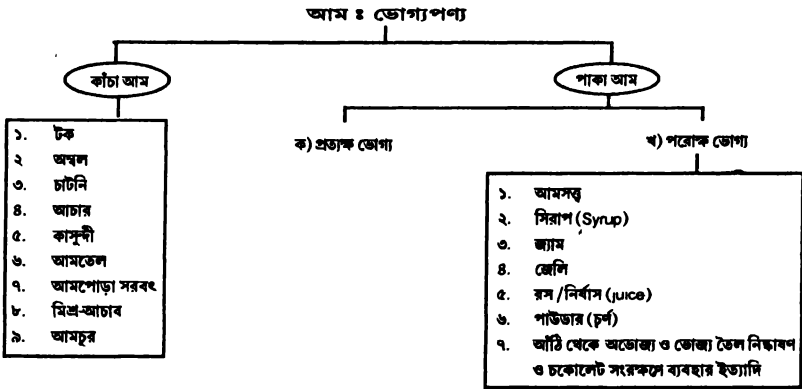 আম ঃ ভোগ্যপণ্য
কাঁচা আম
পাকা আম
১. টক
২ অম্বল
৩. চাটনি
৪. আচার
৫. কাসুন্দী
৬. আমতেল
৭. আমপোড়া সরবৎ
৮. মিশ্র-আচাব
৯. আমচুর
ক) প্রত্যক্ষ ভোগ্য
খ) পরোক্ষ ভোগ্য
১. আমসত্ত্ব
২. সিরাপ (Syrup)
৩. জ্যাম
৪. জেলি
৫. রস / নির্যাস (juice)
৬. পাউডার (চূর্ণ)
৭. আঁঠি থেকে অভোজ্য ও ভোজ্য তৈল নিষ্কাষণ
ও চকোলেট সংরক্ষণে ব্যবহার ইত্যাদি